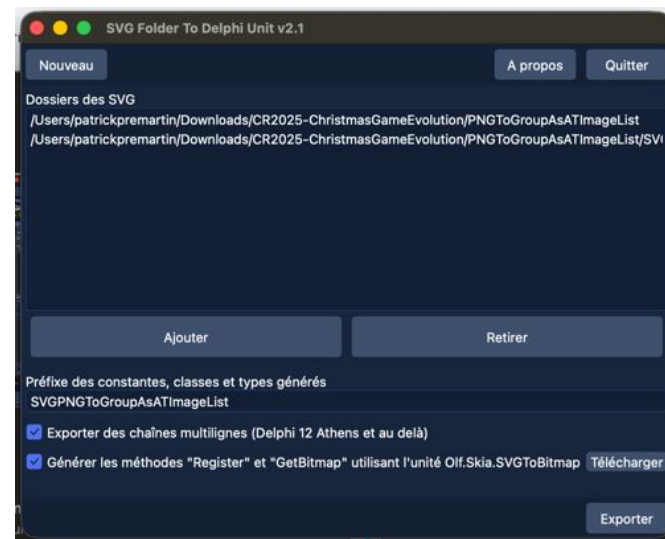 SVG Folder To Delphi Unit v2.1
Nouveau A propos Quitter
Dossiers des SVG
/Users/patrickpremartin/Downloads/CR2025-ChristmasGameEvolution/PNGToGroupAsATImageList
/Users/patrickpremartin/Downloads/CR2025-ChristmasGameEvolution/PNGToGroupAsATImageList/SV
Ajouter Retirer
Préfixe des constantes, classes et types générés
SVGPNGToGroupAsATImageList
Exporter des chaînes multilignes (Delphi 12 Athens et au delà)
Générer les méthodes "Register" et "GetBitmap" utilisant l'unité Olf.Skia.SVGToBitmap Télécharger
Exporter